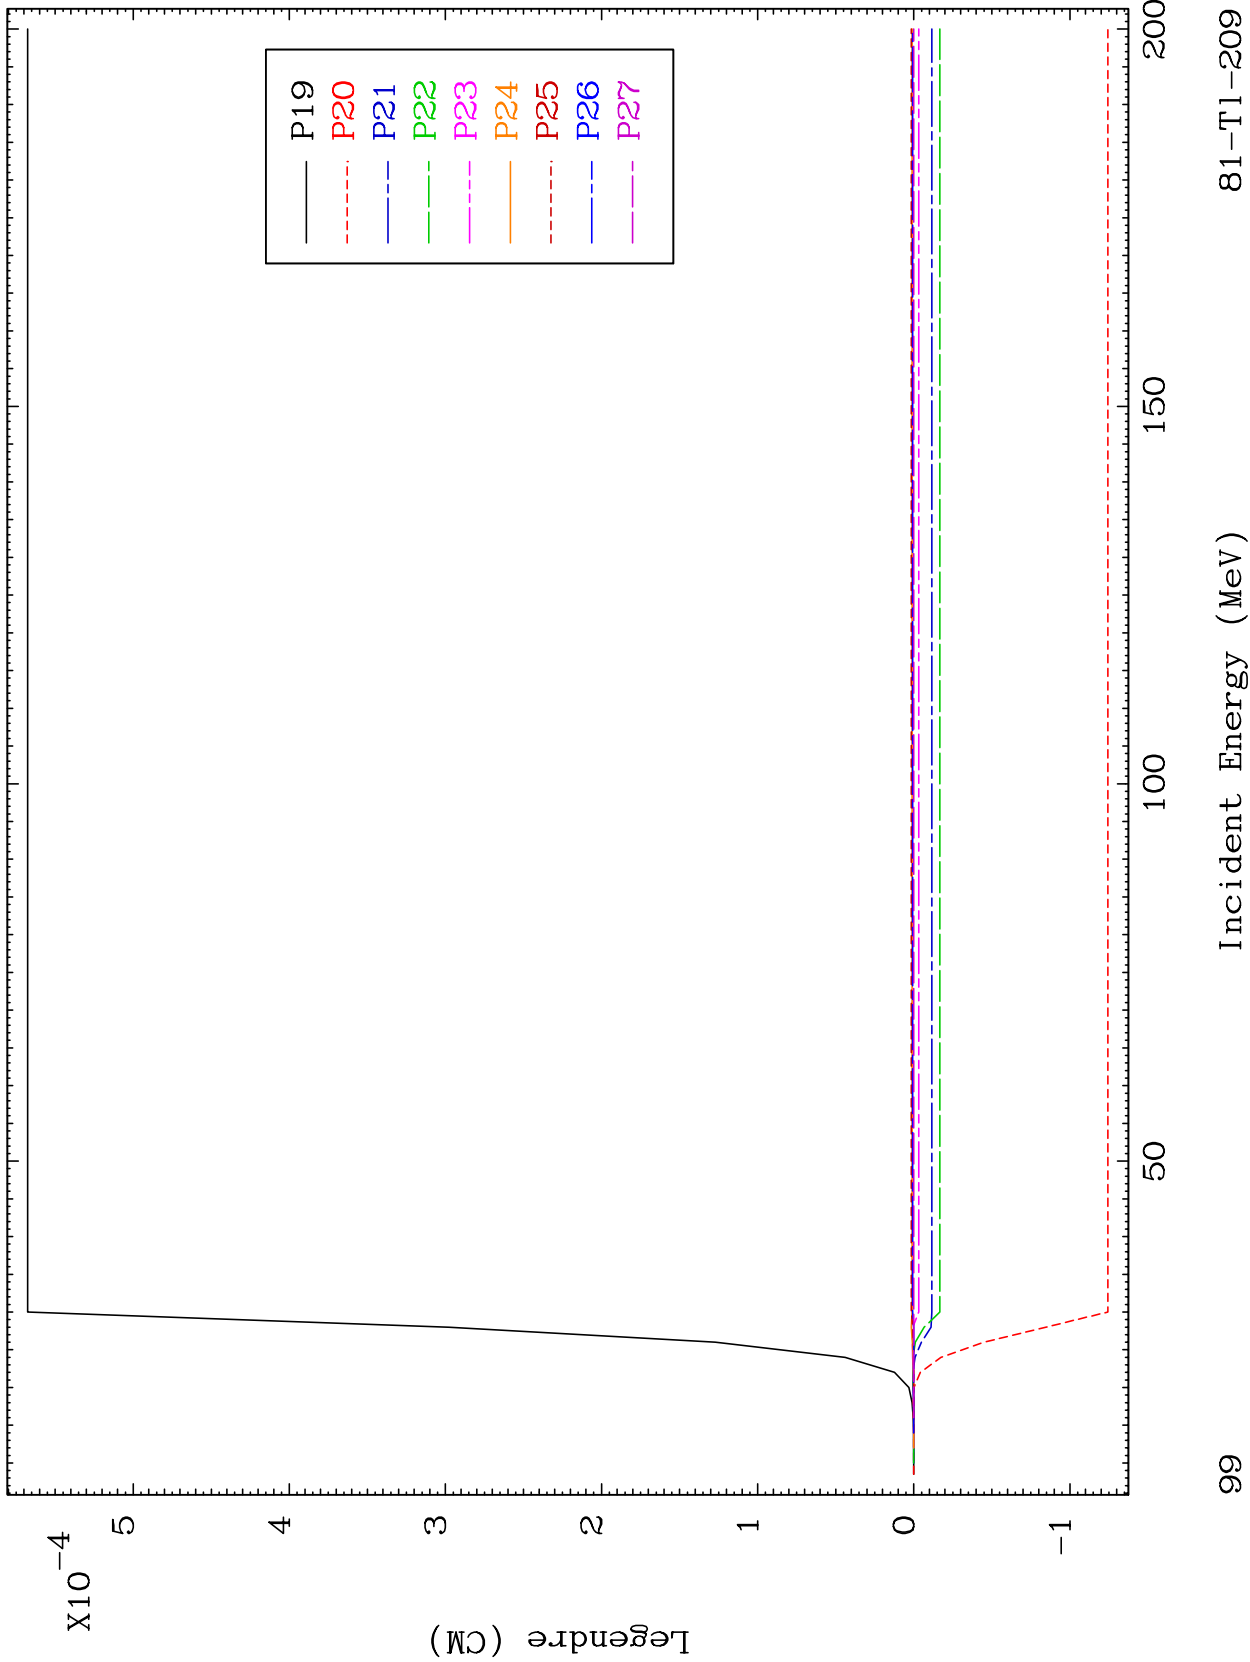 X10-4
5
4
3
2
1
0
-1
Legendre (CM)
P19
P20
P21
P22
P23
P24
P25
P26
P27
50
100
150
200
Incident Energy (MeV)
99
81-Tl-209